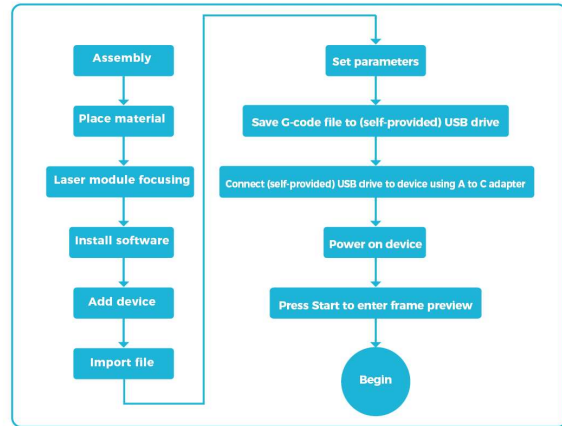 Assembly
Place material
Laser module focusing
Install software
Add device
Import file
Set parameters
Save G-code file to (self-provided) USB drive
Connect (self-provided) USB drive to device using A to C adapter
Power on device
Press Start to enter frame preview
Begin